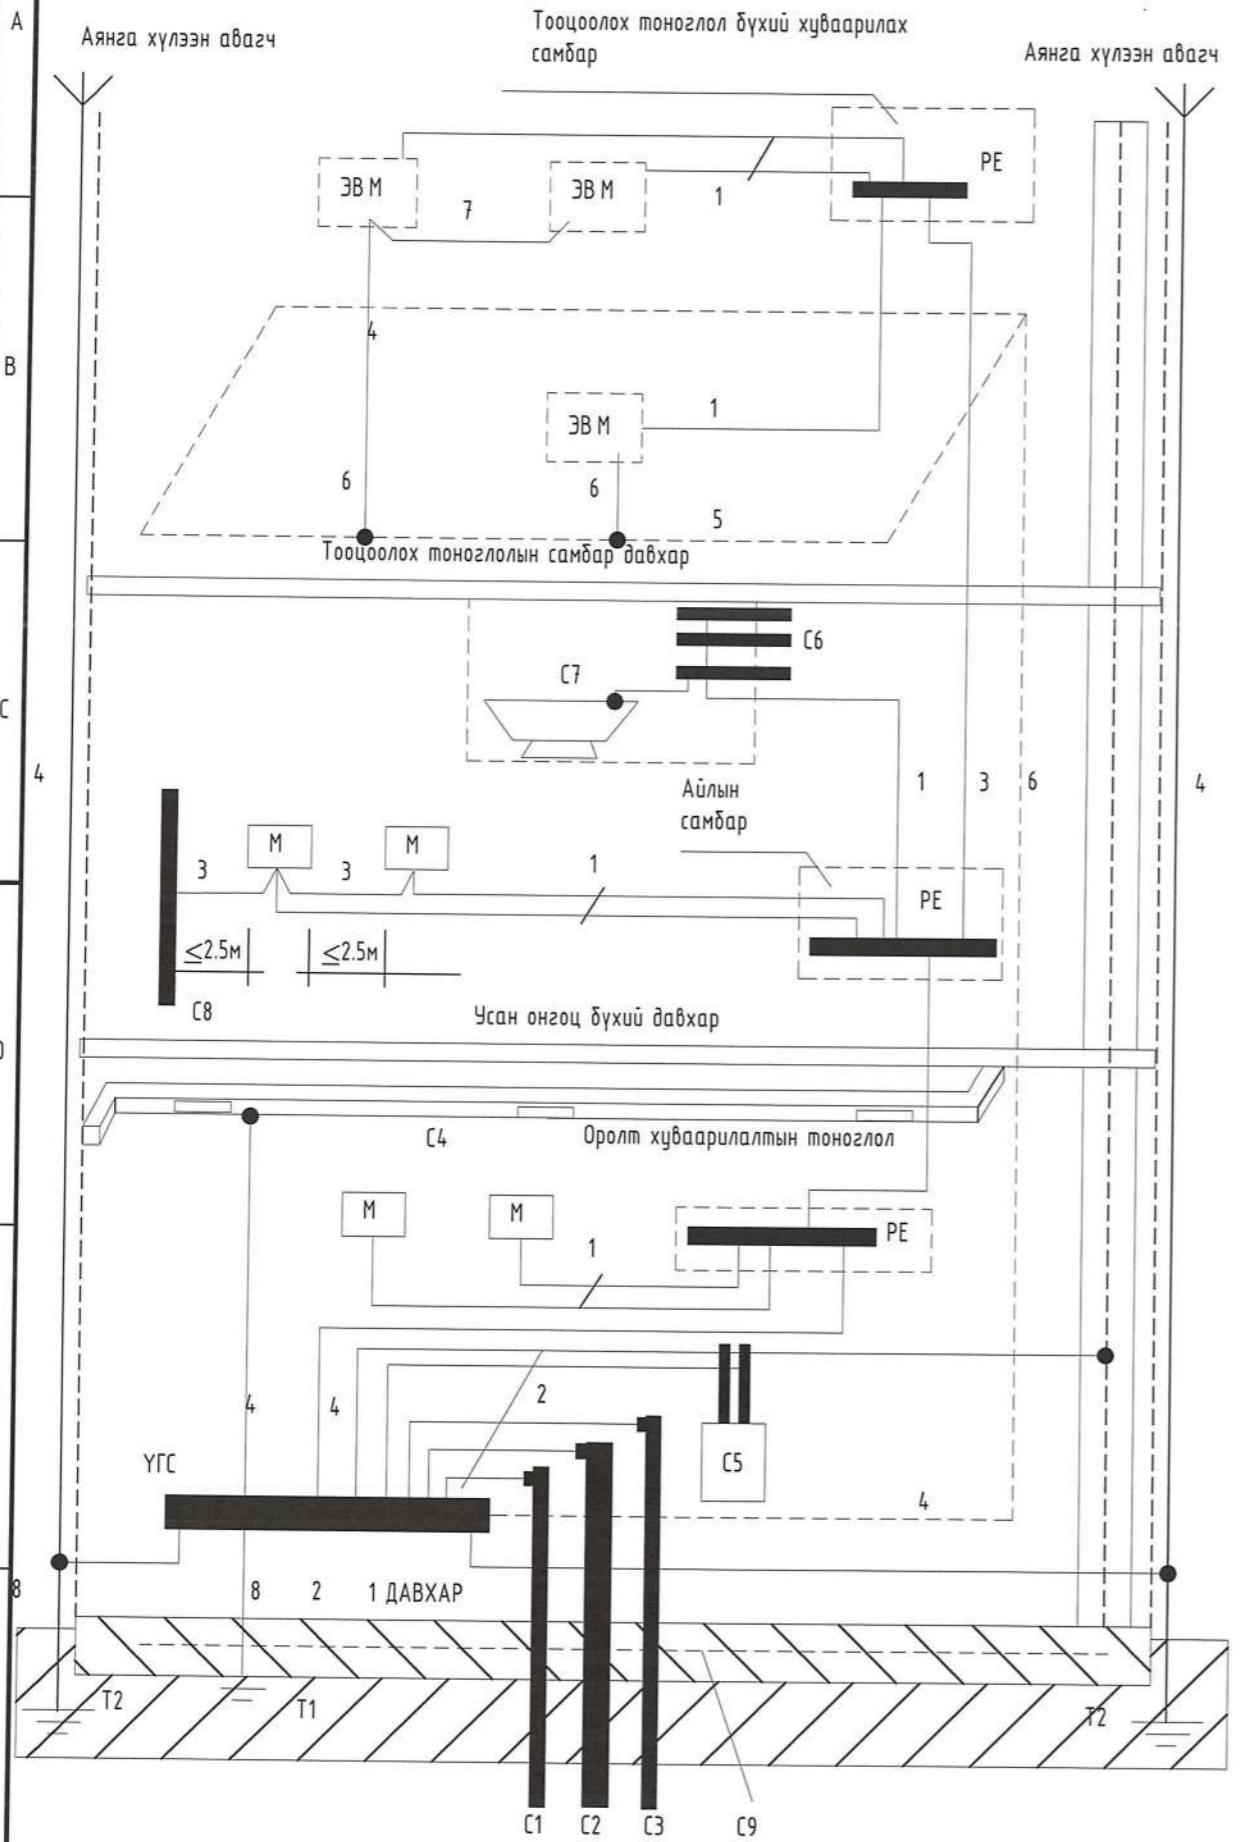 A
Аянга хүлээн авагч
Тооцоолох тоноглол бүхий хуваарилах
самбар
Аянга хүлээн авагч
PE
ЭВМ
ЭВМ
7
1
4
B
ЭВМ
1
6
6
5
Тооцоолох тоноглолын самбар давхар
C6
C7
C
4
1
3
6
4
Айлын
самбар
M
M
3
3
1
PE
≤2.5м
≤2.5м
C8
Усан онгоц бүхий давхар
C4
Оролт хуваарилалтын тоноглол
M
M
PE
1
4
4
2
ҮГС
C5
4
8
8
2
1 ДАВХАР
T2
T1
T2
C1
C2
C3
C9